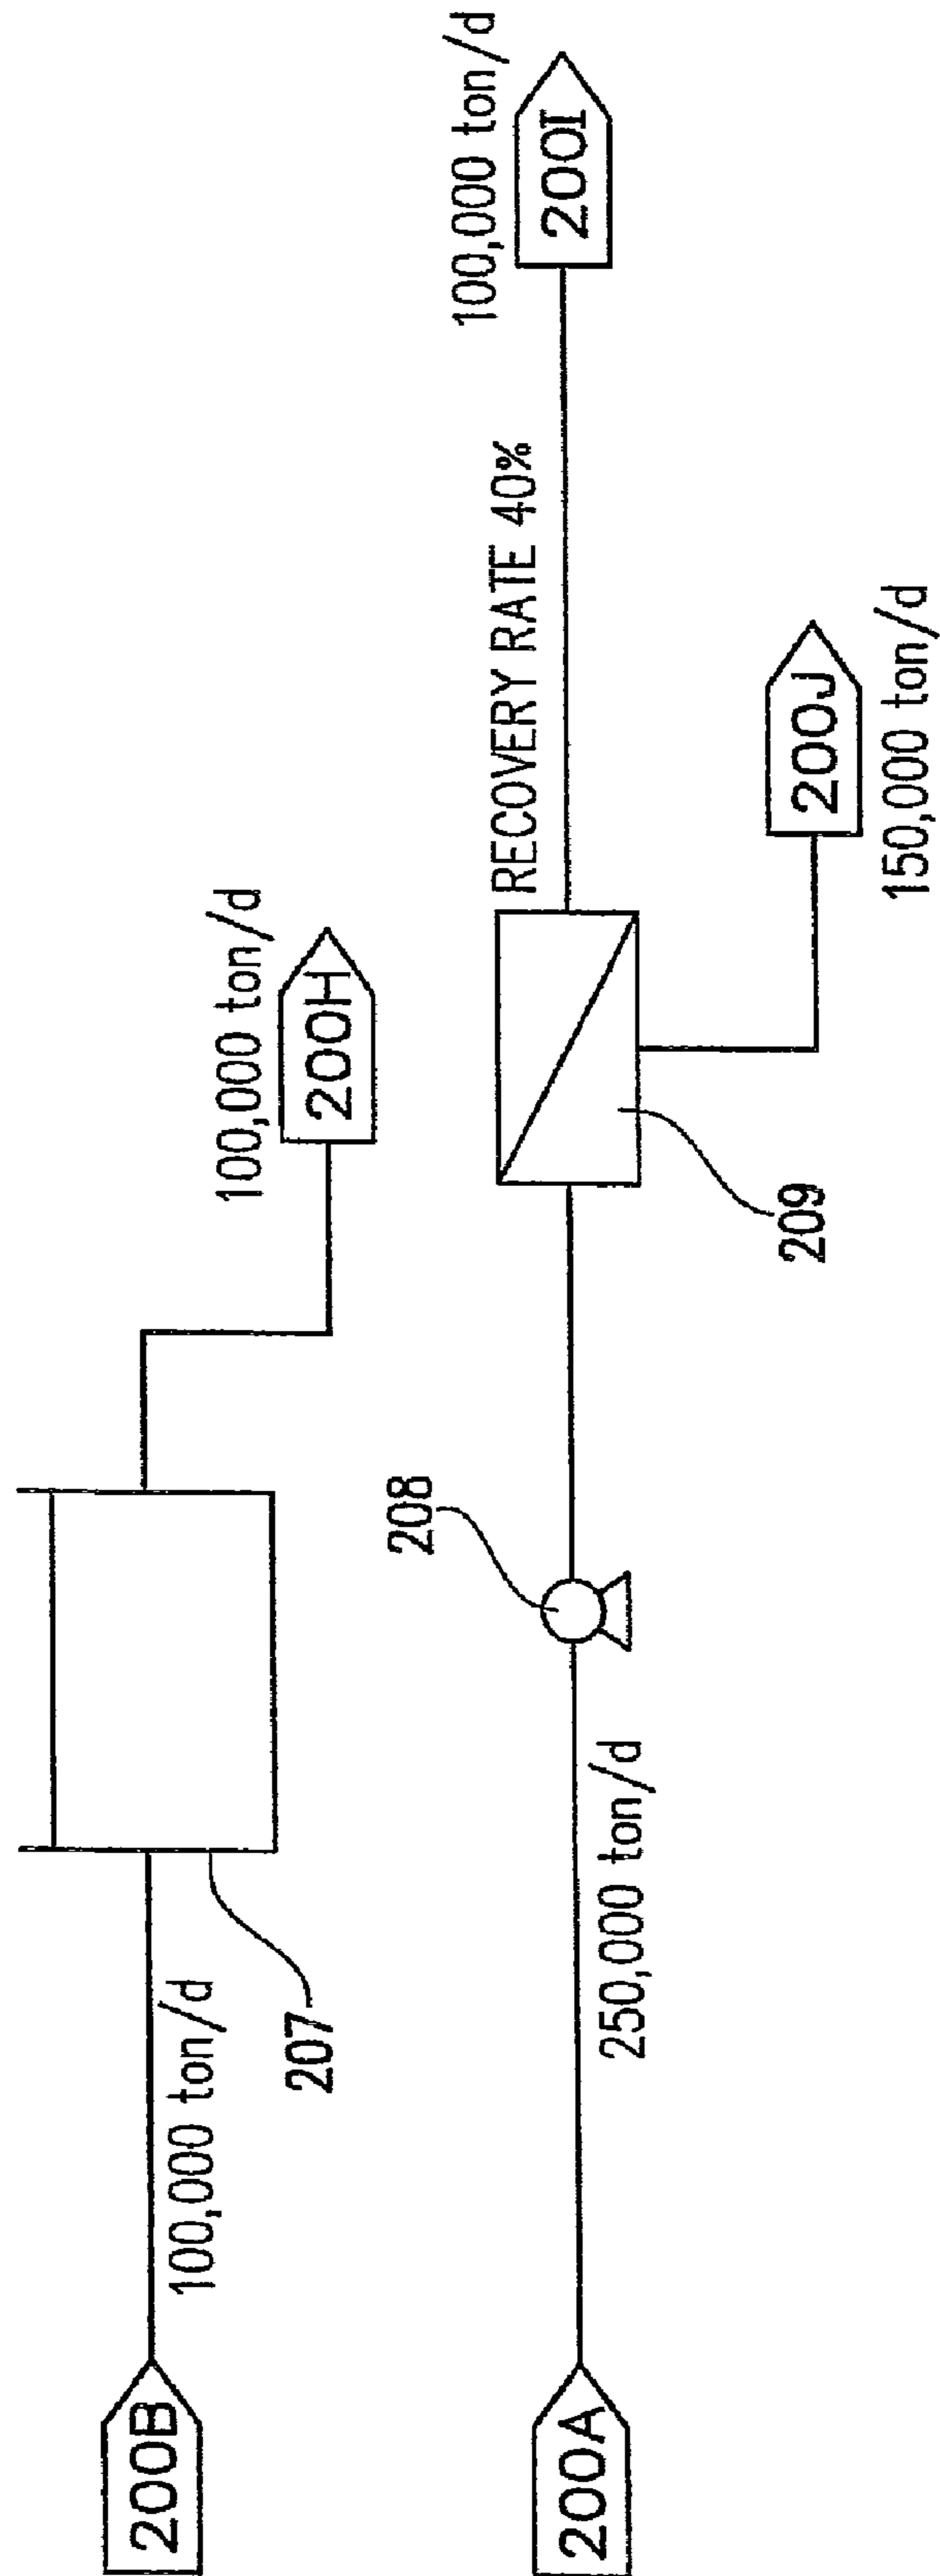 200B
100,000 ton/d
207
100,000 ton/d
200H
200A
250,000 ton/d
208
209
RECOVERY RATE 40%
100,000 ton/d
200I
200J
150,000 ton/d